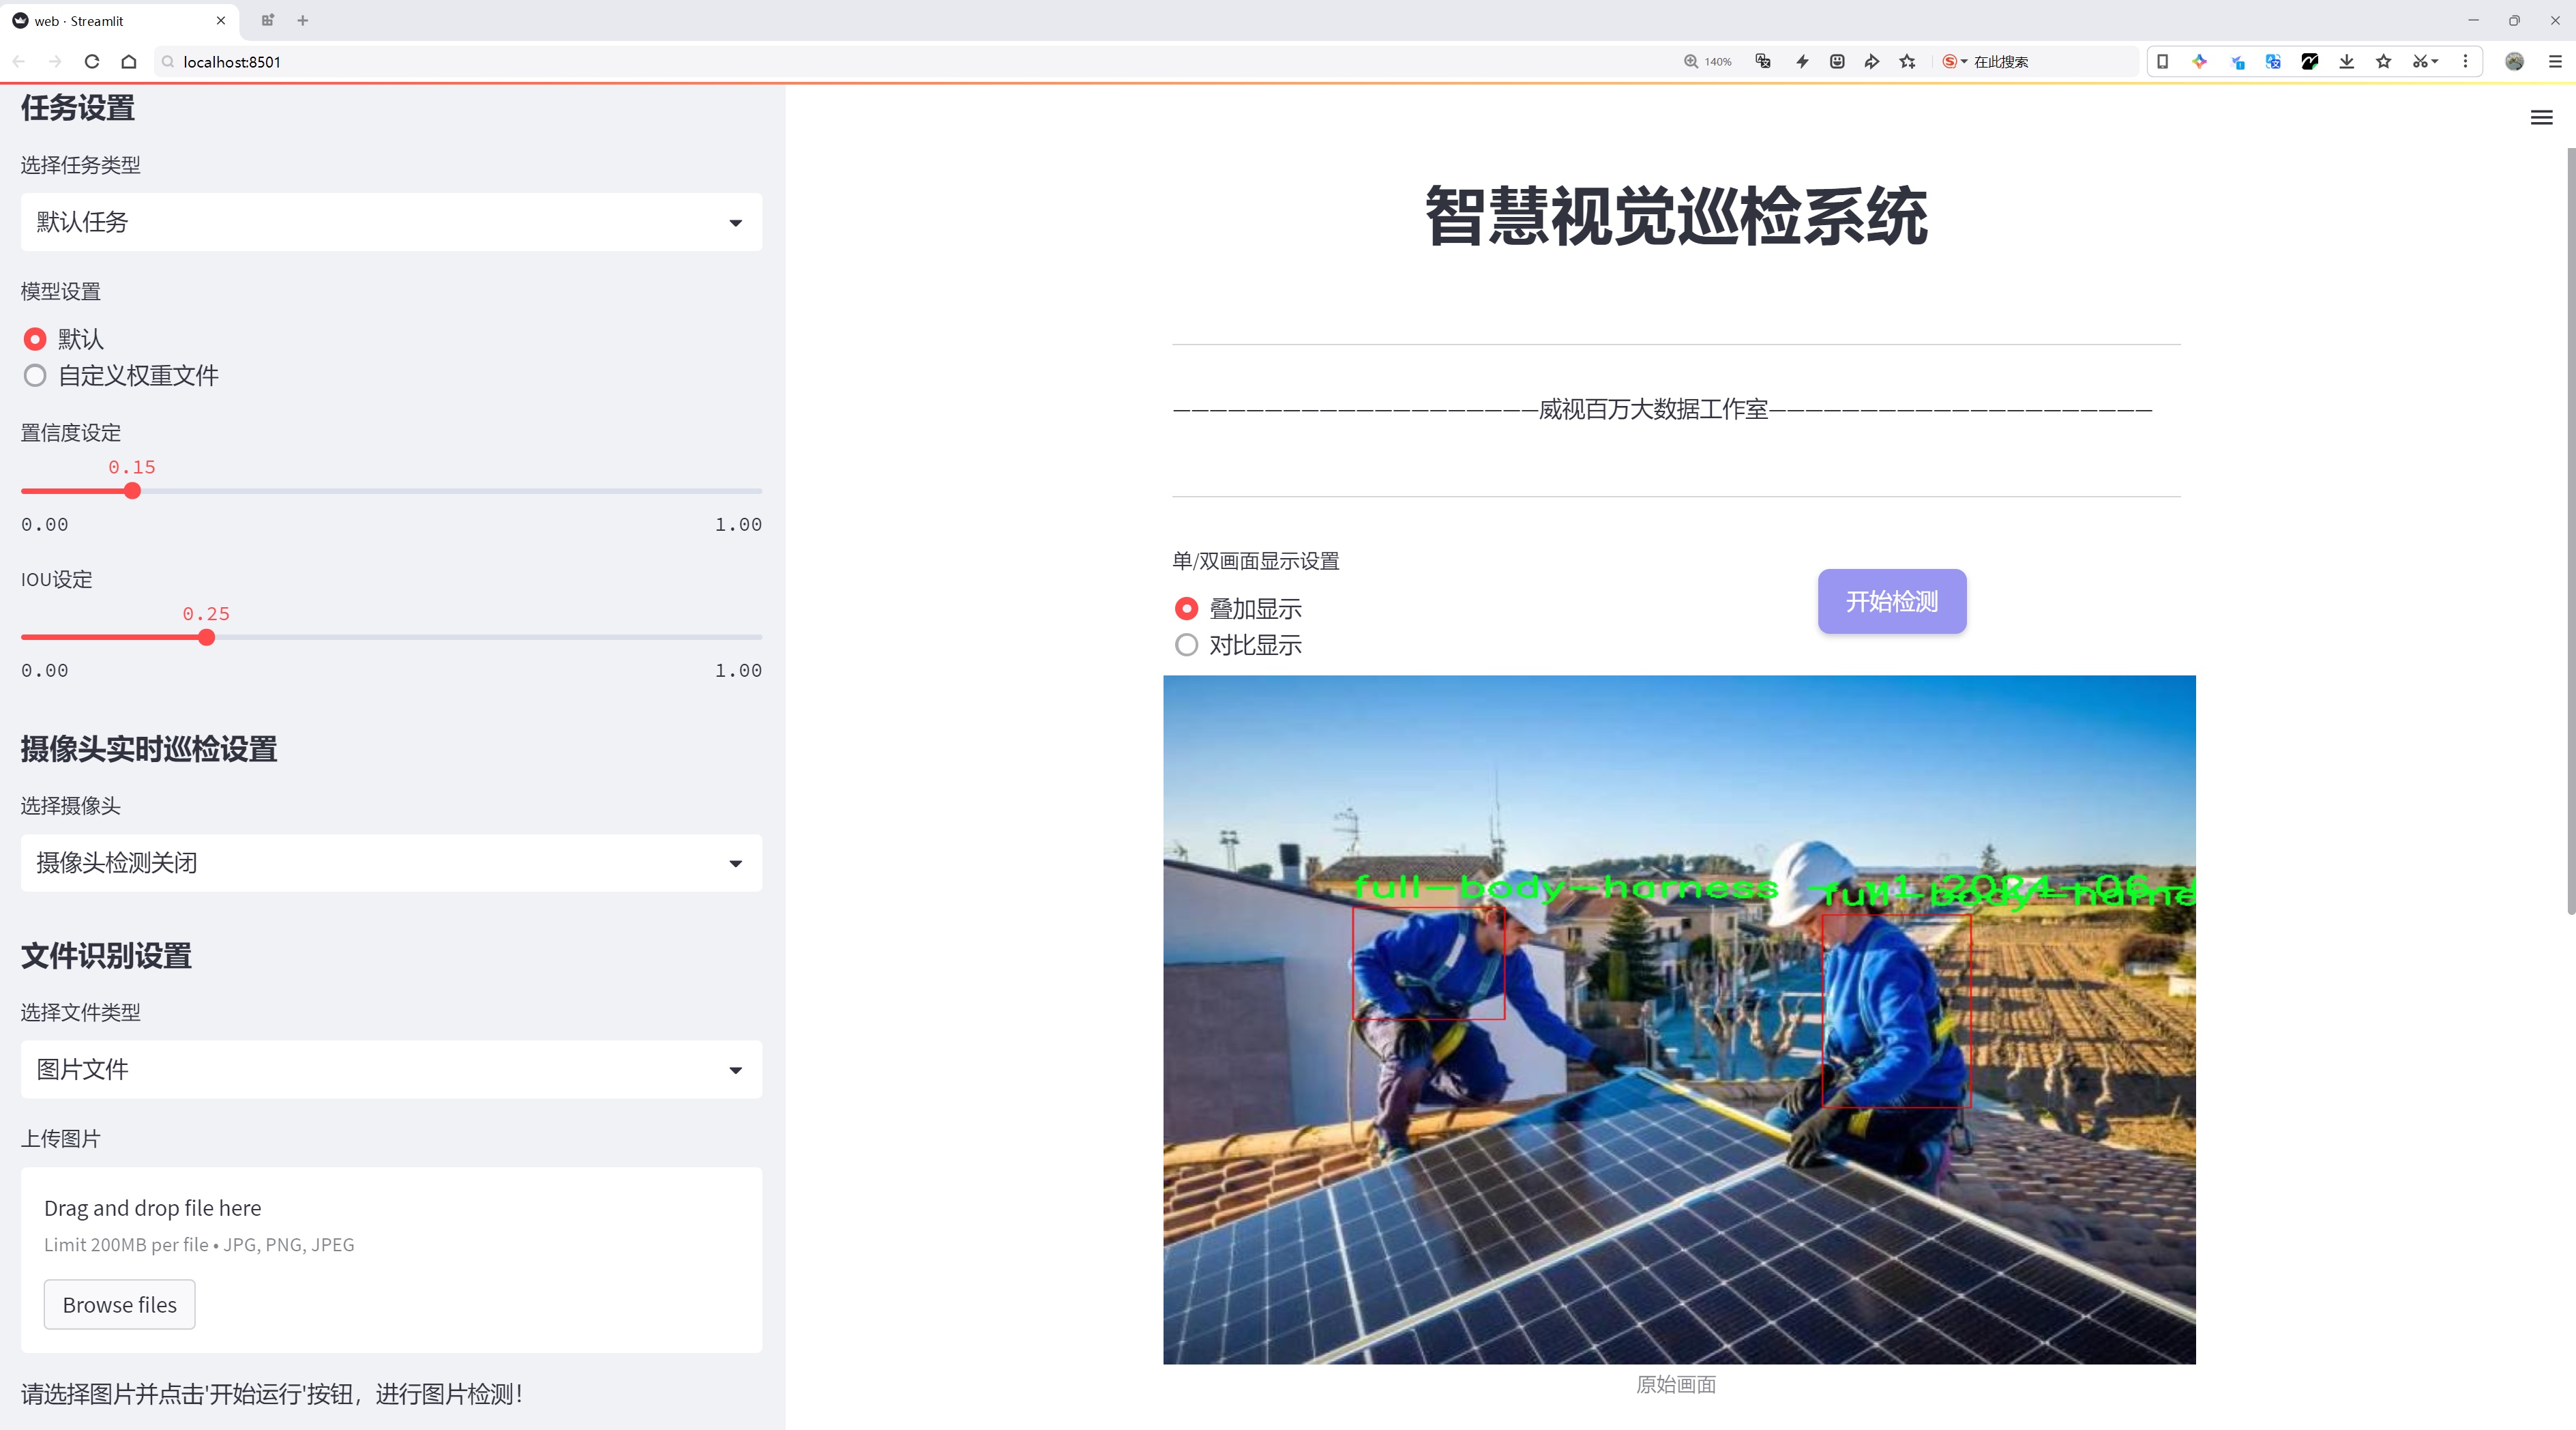 web · Streamlit
localhost:8501
140%
在此搜索
任务设置
选择任务类型
默认任务
模型设置
默认
自定义权重文件
置信度设定
0.15
0.00
1.00
IOU设定
0.25
0.00
1.00
摄像头实时巡检设置
选择摄像头
摄像头检测关闭
文件识别设置
选择文件类型
图片文件
上传图片
Drag and drop file here
Limit 200MB per file • JPG, PNG, JPEG
Browse files
请选择图片并点击'开始运行'按钮，进行图片检测！
智慧视觉巡检系统
————————————————————威视百万大数据工作室—————————————————————
单/双画面显示设置
叠加显示
对比显示
开始检测
full-body-harness
full-body-harne
原始画面